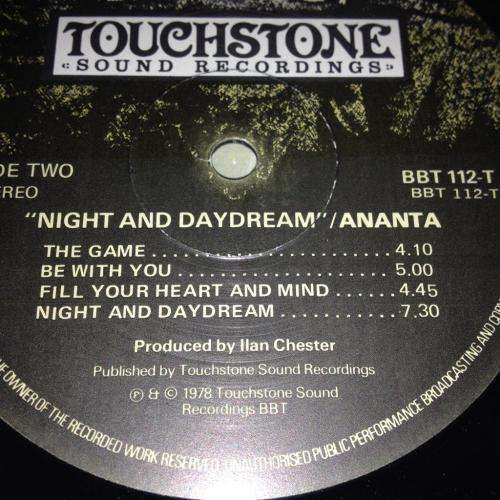 TOUCHSTONE
SOUND RECORDINGS
DE TWO
EREO
BBT 112-T
BBT 112-T
"NIGHT AND DAYDREAM"/ANANTA
THE GAME.......................4.10
BE WITH YOU.......................5.00
FILL YOUR HEART AND MIND......4.45
NIGHT AND DAYDREAM...........7.30
Produced by Ilan Chester
Published by Touchstone Sound Recordings
℗ & © 1978 Touchstone Sound
Recordings BBT
THE OWNER OF THE RECORDED WORK RESERVED. UNAUTHORISED PUBLIC PERFORMANCE BROADCASTING AND COP